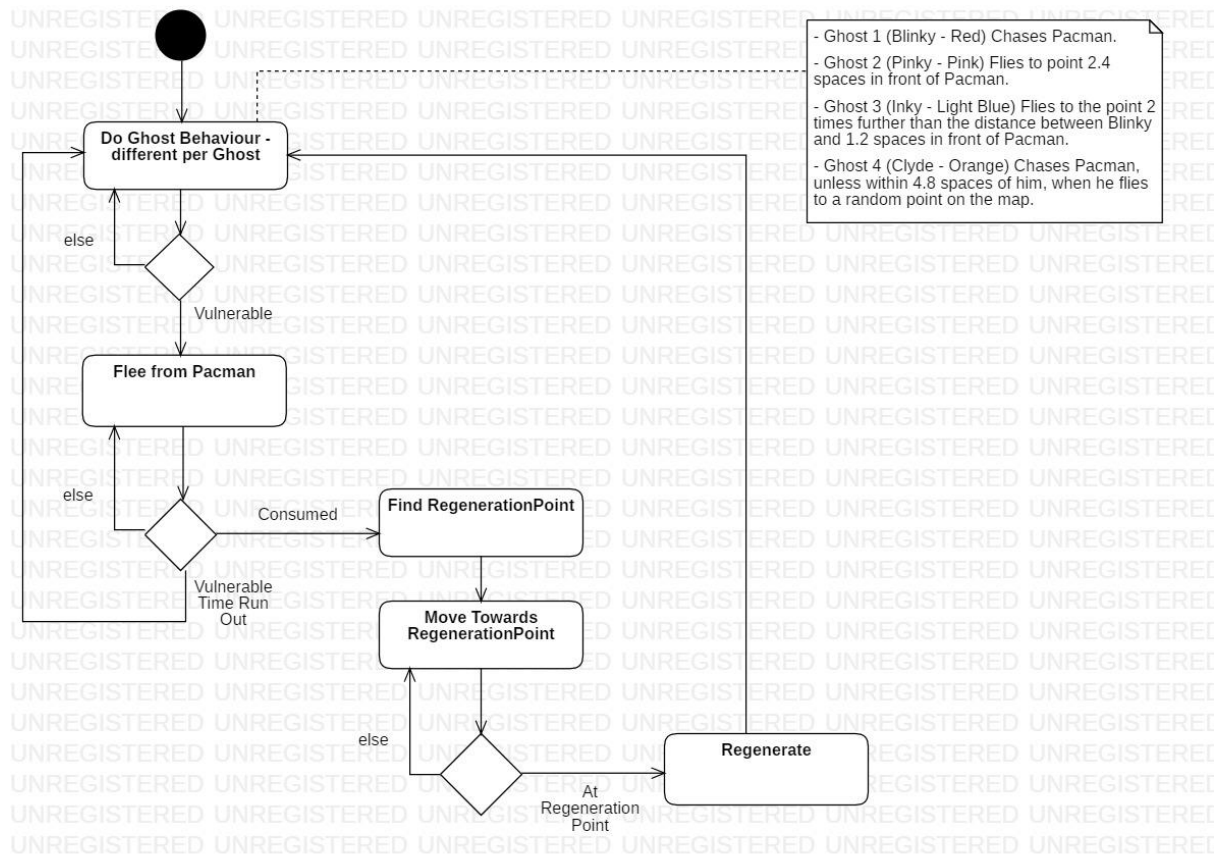 - Ghost 1 (Blinky - Red) Chases Pacman.
- Ghost 2 (Pinky - Pink) Flies to point 2.4
spaces in front of Pacman.
- Ghost 3 (Inky - Light Blue) Flies to the point 2
times further than the distance between Blinky
and 1.2 spaces in front of Pacman.
- Ghost 4 (Clyde - Orange) Chases Pacman,
unless within 4.8 spaces of him, when he flies
to a random point on the map.
Do Ghost Behaviour -
different per Ghost
else
Vulnerable
Flee from Pacman
else
Consumed
Find RegenerationPoint
Vulnerable
Time Run
Out
Move Towards
RegenerationPoint
else
At
Regeneration
Point
Regenerate
UNREGISTERED